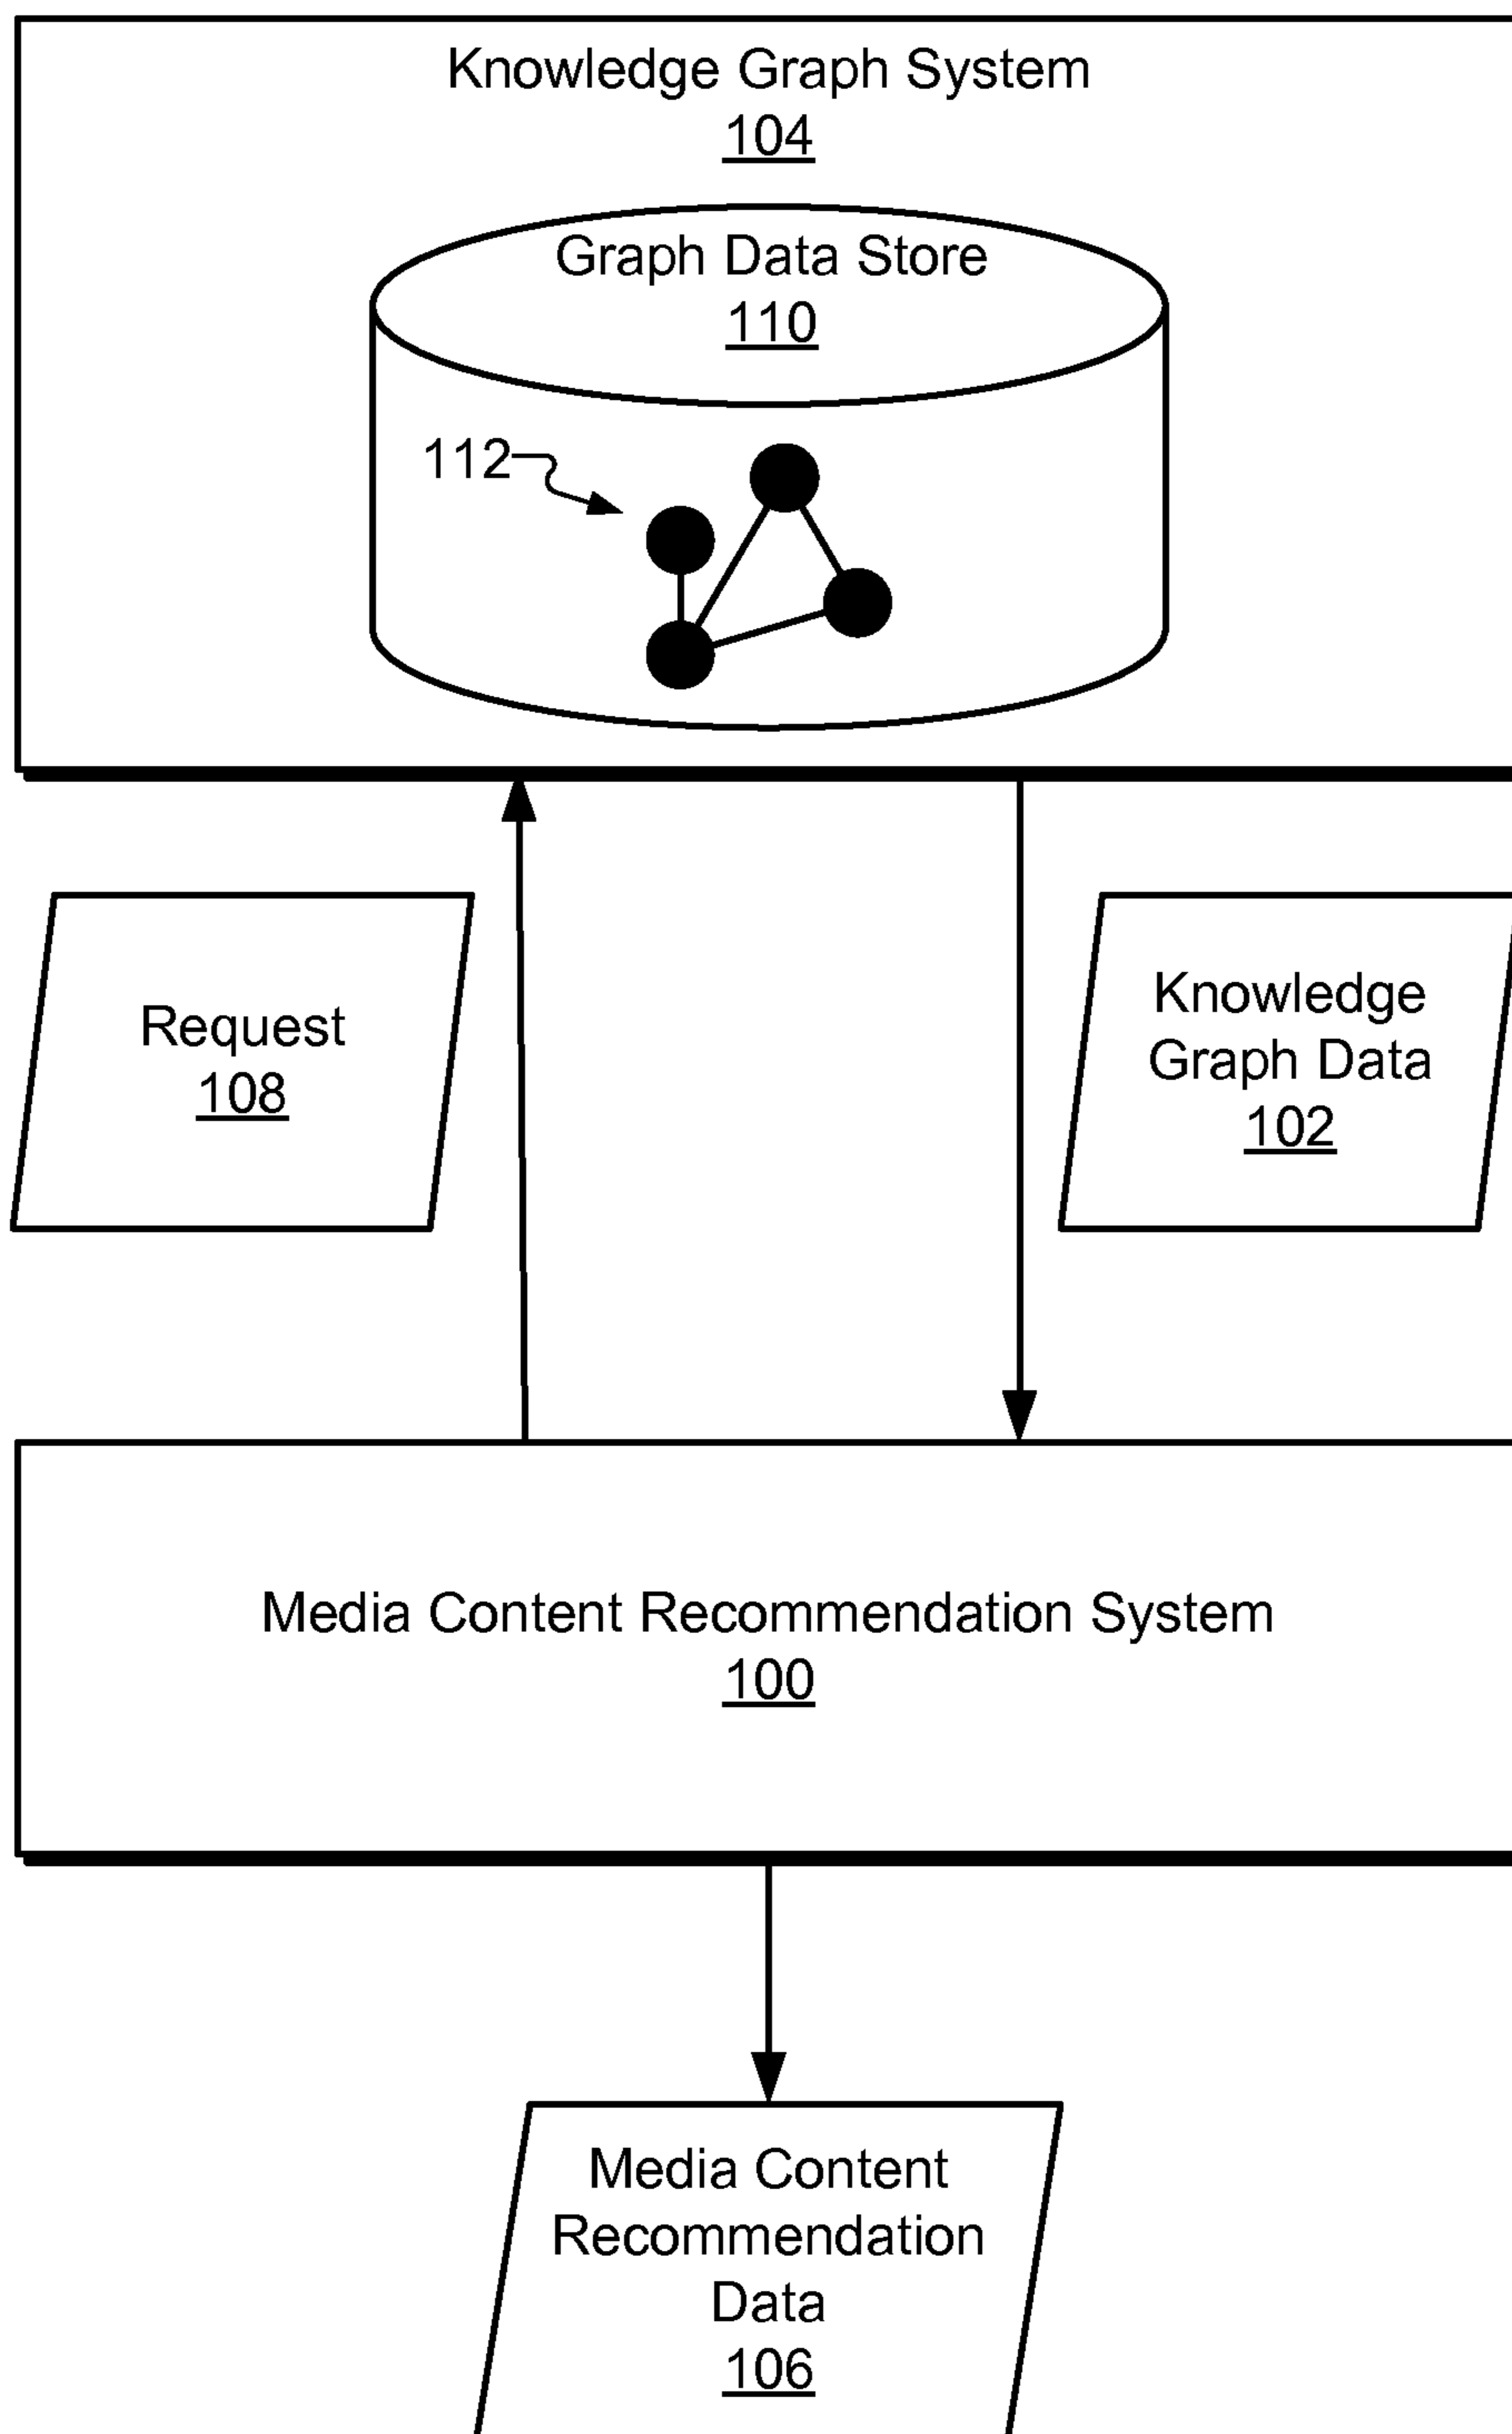 Knowledge Graph System
104
Graph Data Store
110
112
Request
108
Knowledge
Graph Data
102
Media Content Recommendation System
100
Media Content
Recommendation
Data
106